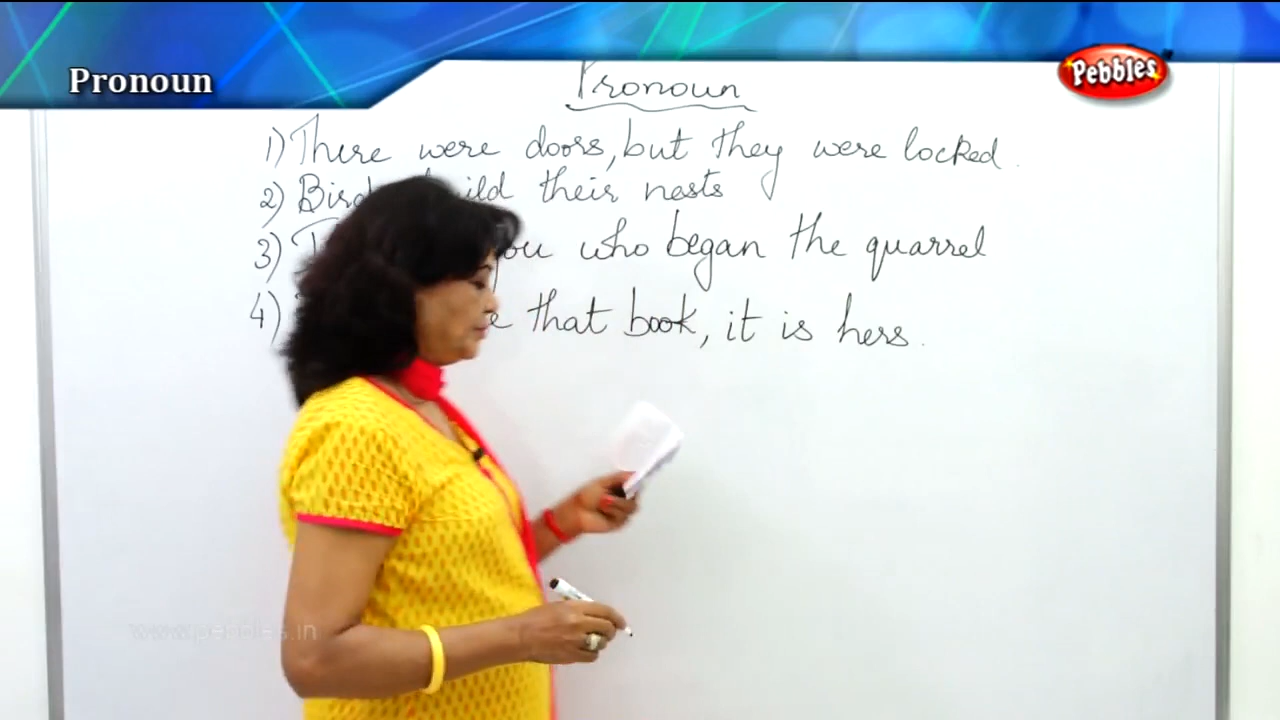 Pronoun
Pebbles
Pronoun
1) There were doors, but they were locked.
2) build their nests
3) you who began the quarrel
4) that book, it is hers.
www.pebbles.in